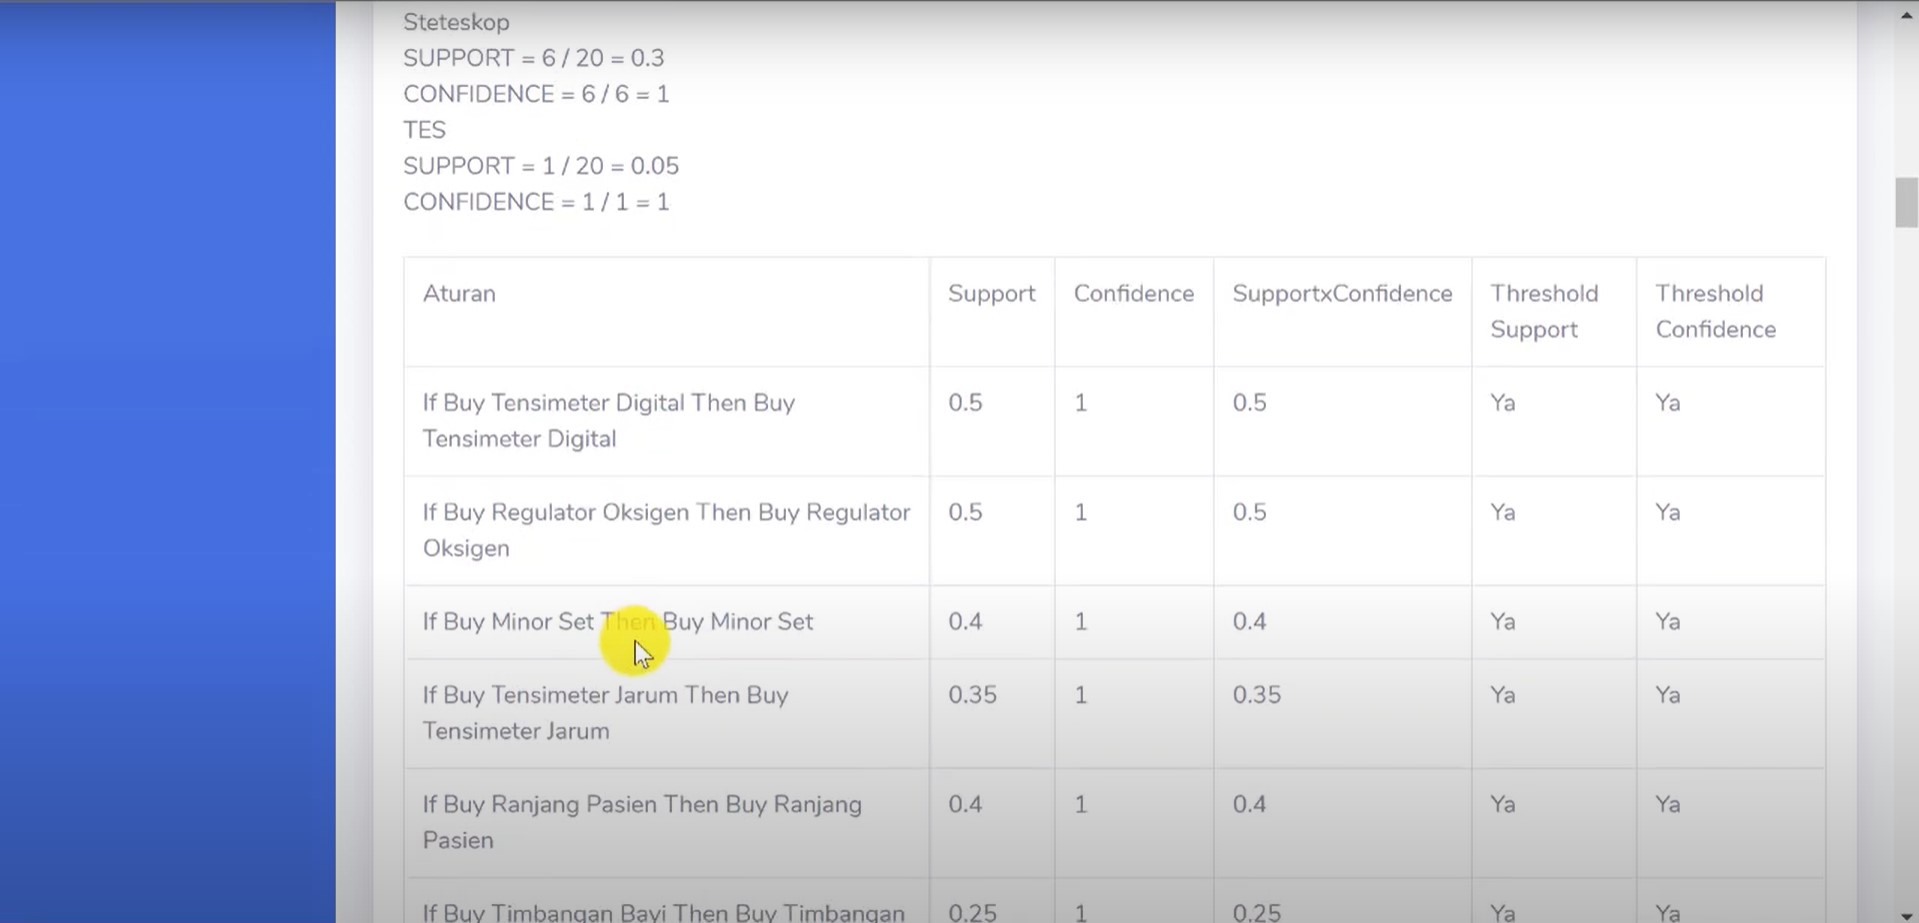 Steteskop
SUPPORT = 6 / 20 = 0.3
CONFIDENCE = 6 / 6 = 1
TES
SUPPORT = 1 / 20 = 0.05
CONFIDENCE = 1 / 1 = 1
Aturan Support Confidence SupportxConfidence Threshold Support Threshold Confidence
If Buy Tensimeter Digital Then Buy 0.5 1 0.5 Ya Ya
Tensimeter Digital
If Buy Regulator Oksigen Then Buy Regulator 0.5 1 0.5 Ya Ya
Oksigen
If Buy Minor Set Then Buy Minor Set 0.4 1 0.4 Ya Ya
If Buy Tensimeter Jarum Then Buy 0.35 1 0.35 Ya Ya
Tensimeter Jarum
If Buy Ranjang Pasien Then Buy Ranjang 0.4 1 0.4 Ya Ya
Pasien
If Buy Timbangan Bayi Then Buy Timbangan 0.25 1 0.25 Ya Ya